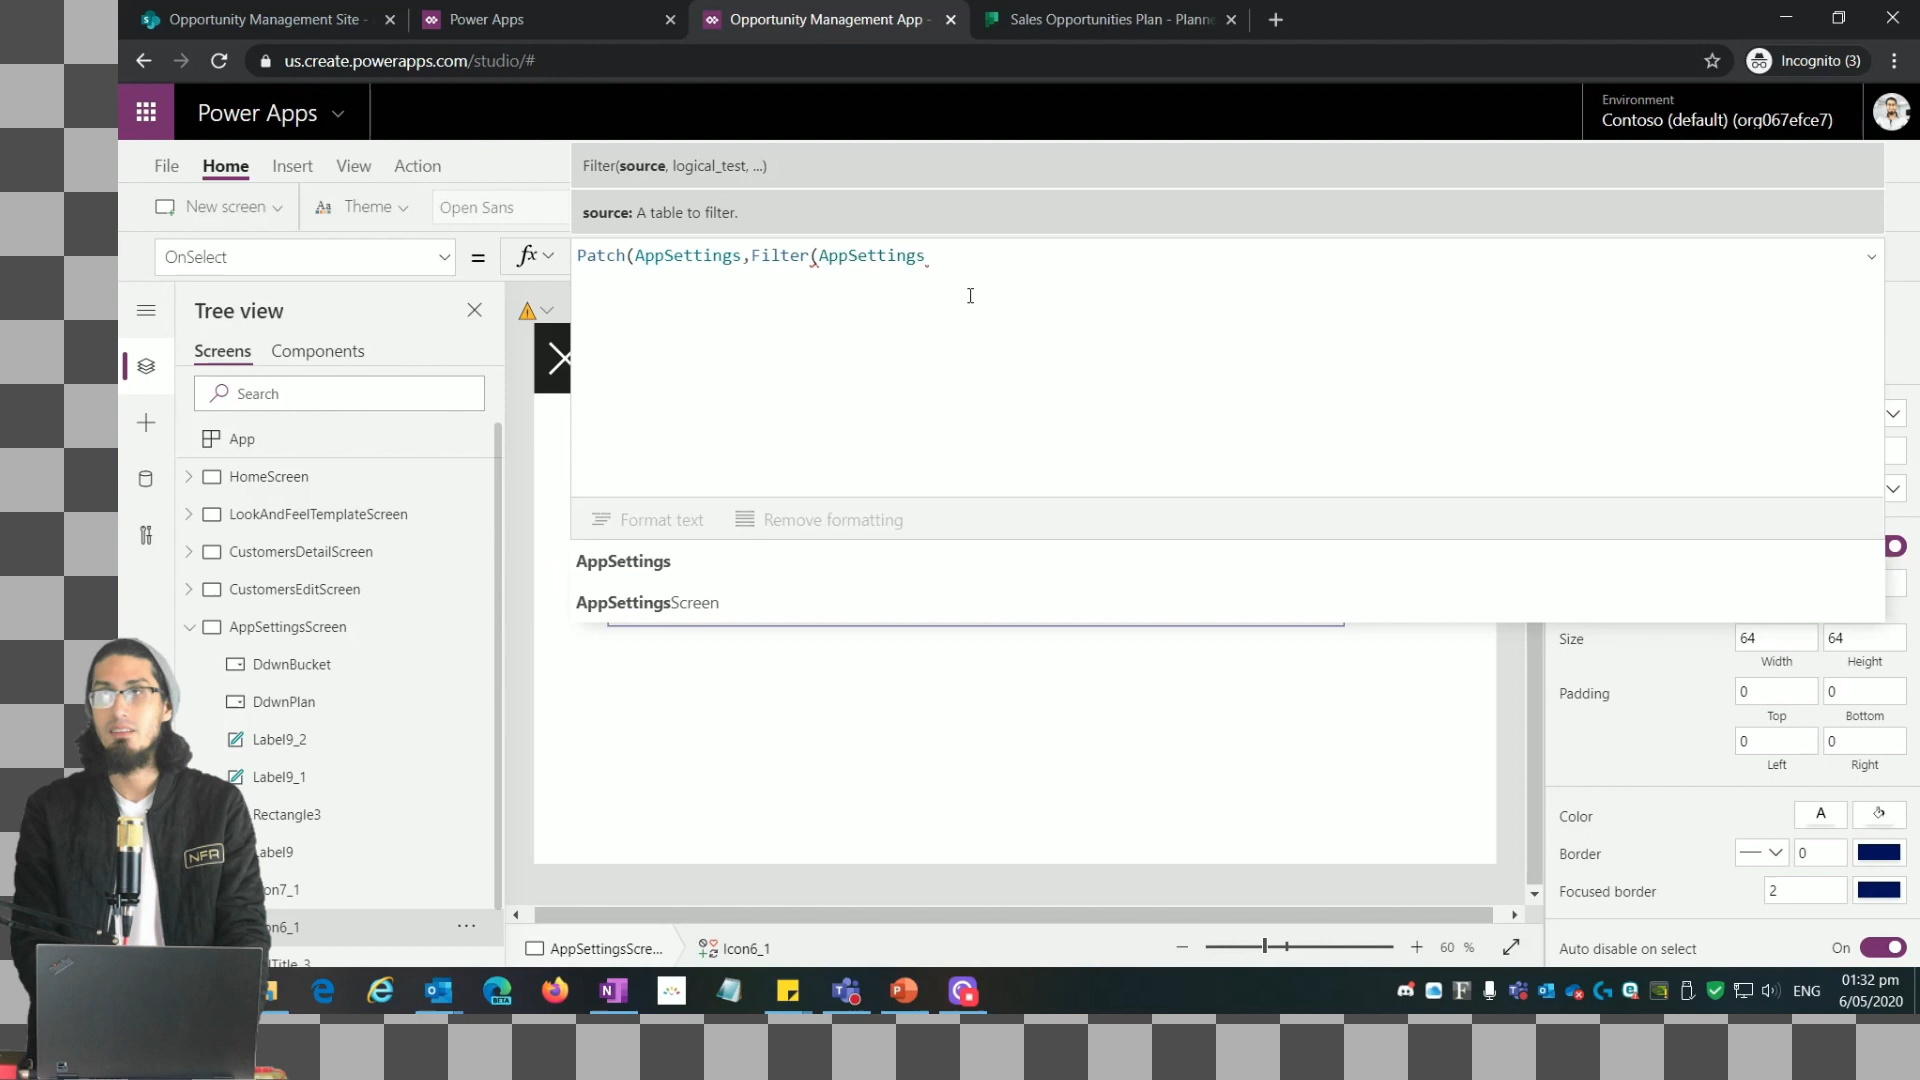 Opportunity Management Site -
Power Apps
Opportunity Management App -
Sales Opportunities Plan - Planne
us.create.powerapps.com/studio/#
Incognito (3)
Power Apps
Environment
Contoso (default) (org067efce7)
File
Home
Insert
View
Action
Filter(source, logical_test, ...)
New screen
Theme
Open Sans
source: A table to filter.
OnSelect
=
fx
Patch(AppSettings,Filter(AppSettings
Tree view
Screens
Components
Search
App
HomeScreen
LookAndFeelTemplateScreen
CustomersDetailScreen
CustomersEditScreen
AppSettingsScreen
DdwnBucket
DdwnPlan
Label9_2
Label9_1
Rectangle3
abel9
on7_1
on6_1
Title_3
Format text
Remove formatting
AppSettings
AppSettingsScreen
Size
64
64
Width
Height
Padding
0
0
Top
Bottom
0
0
Left
Right
Color
A
Border
0
Focused border
2
Auto disable on select
On
AppSettingsScre...
Icon6_1
60 %
NFR
ENG
01:32 pm
6/05/2020